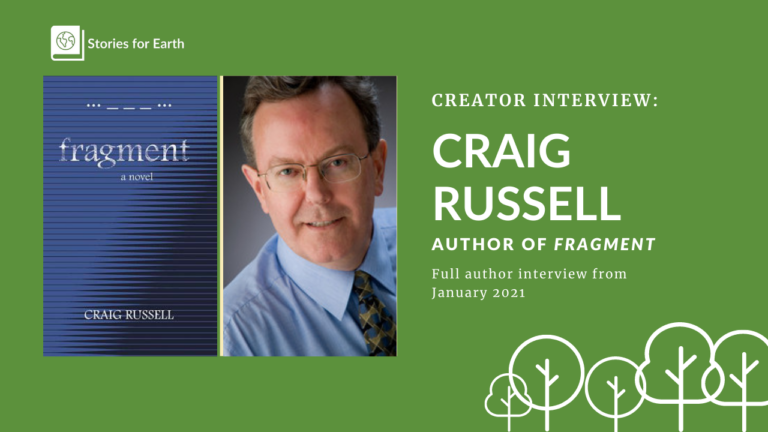 Stories for Earth
... _ _ _ ...
fragment
a novel
CRAIG RUSSELL
CREATOR INTERVIEW:
CRAIG
RUSSELL
AUTHOR OF FRAGMENT
Full author interview from
January 2021